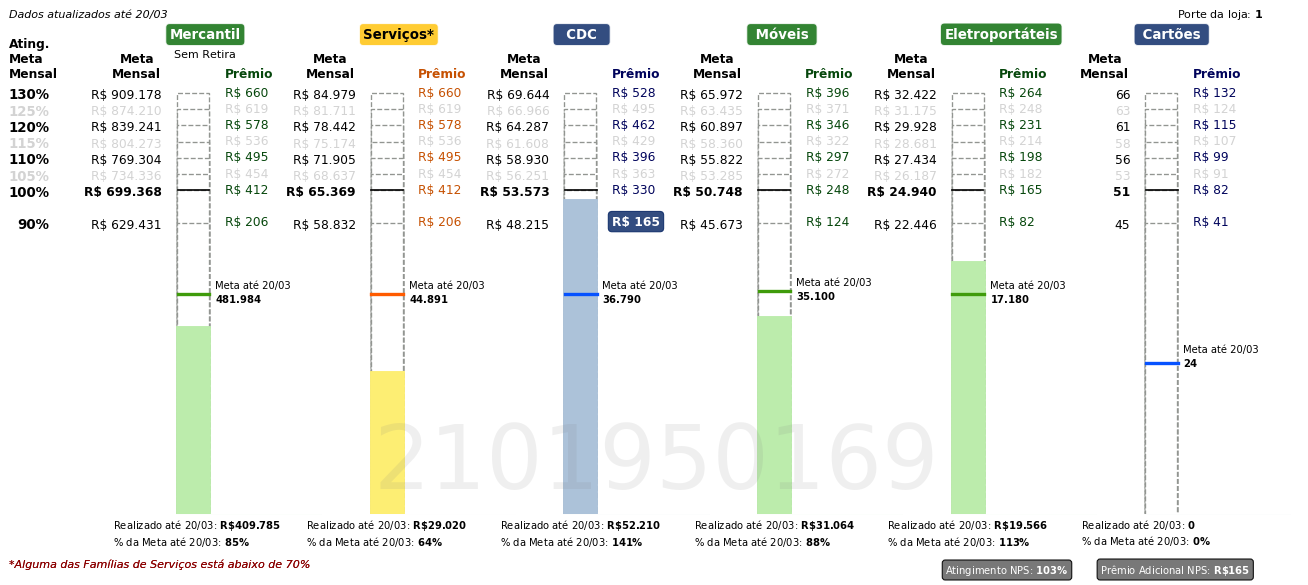 Dados atualizados até 20/03
Porte da loja: 1
Mercantil Serviços* CDC Móveis Eletroportáteis Cartões
Sem Retira
Ating. Meta Mensal Meta Mensal Prêmio Meta Mensal Prêmio Meta Mensal Prêmio Meta Mensal Prêmio Meta Mensal Prêmio Meta Mensal Prêmio
130% R$ 909.178 R$ 660 R$ 84.979 R$ 660 R$ 69.644 R$ 528 R$ 65.972 R$ 396 R$ 32.422 R$ 264 66 R$ 132
125% R$ 874.210 R$ 619 R$ 81.711 R$ 619 R$ 66.966 R$ 495 R$ 63.435 R$ 371 R$ 31.175 R$ 248 63 R$ 124
120% R$ 839.241 R$ 578 R$ 78.442 R$ 578 R$ 64.287 R$ 462 R$ 60.897 R$ 346 R$ 29.928 R$ 231 61 R$ 115
115% R$ 804.273 R$ 536 R$ 75.174 R$ 536 R$ 61.608 R$ 429 R$ 58.360 R$ 322 R$ 28.681 R$ 214 58 R$ 107
110% R$ 769.304 R$ 495 R$ 71.905 R$ 495 R$ 58.930 R$ 396 R$ 55.822 R$ 297 R$ 27.434 R$ 198 56 R$ 99
105% R$ 734.336 R$ 454 R$ 68.637 R$ 454 R$ 56.251 R$ 363 R$ 53.285 R$ 272 R$ 26.187 R$ 182 53 R$ 91
100% R$ 699.368 R$ 412 R$ 65.369 R$ 412 R$ 53.573 R$ 330 R$ 50.748 R$ 248 R$ 24.940 R$ 165 51 R$ 82
90% R$ 629.431 R$ 206 R$ 58.832 R$ 206 R$ 48.215 R$ 165 R$ 45.673 R$ 124 R$ 22.446 R$ 82 45 R$ 41
Meta até 20/03 Meta até 20/03 Meta até 20/03 Meta até 20/03 Meta até 20/03
481.984 44.891 36.790 35.100 17.180
Meta até 20/03
24
2101950169
Realizado até 20/03: R$409.785 Realizado até 20/03: R$29.020 Realizado até 20/03: R$52.210 Realizado até 20/03: R$31.064 Realizado até 20/03: R$19.566 Realizado até 20/03: 0
% da Meta até 20/03: 85% % da Meta até 20/03: 64% % da Meta até 20/03: 141% % da Meta até 20/03: 88% % da Meta até 20/03: 113% % da Meta até 20/03: 0%
*Alguma das Famílias de Serviços está abaixo de 70%
Atingimento NPS: 103% Prêmio Adicional NPS: R$165